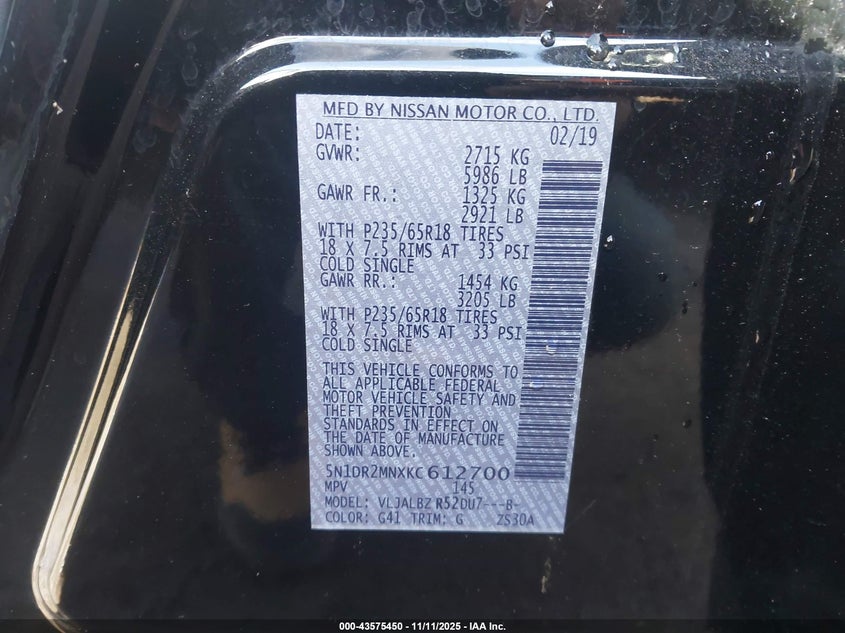 MFD BY NISSAN MOTOR CO., LTD.
DATE: 02/19
GVWR: 2715 KG
5986 LB
GAWR FR.: 1325 KG
2921 LB
WITH P235/65R18 TIRES
18 X 7.5 RIMS AT 33 PSI
COLD SINGLE
GAWR RR.: 1454 KG
3205 LB
WITH P235/65R18 TIRES
18 X 7.5 RIMS AT 33 PSI
COLD SINGLE
THIS VEHICLE CONFORMS TO
ALL APPLICABLE FEDERAL
MOTOR VEHICLE SAFETY AND
THEFT PREVENTION
STANDARDS IN EFFECT ON
THE DATE OF MANUFACTURE
SHOWN ABOVE.
5N1DR2MNXKC612700
MPV 145
MODEL: VLJALBZ R52DU7---B-
COLOR: G41 TRIM: G ZS30A
000-43575450 - 11/11/2025 - IAA Inc.